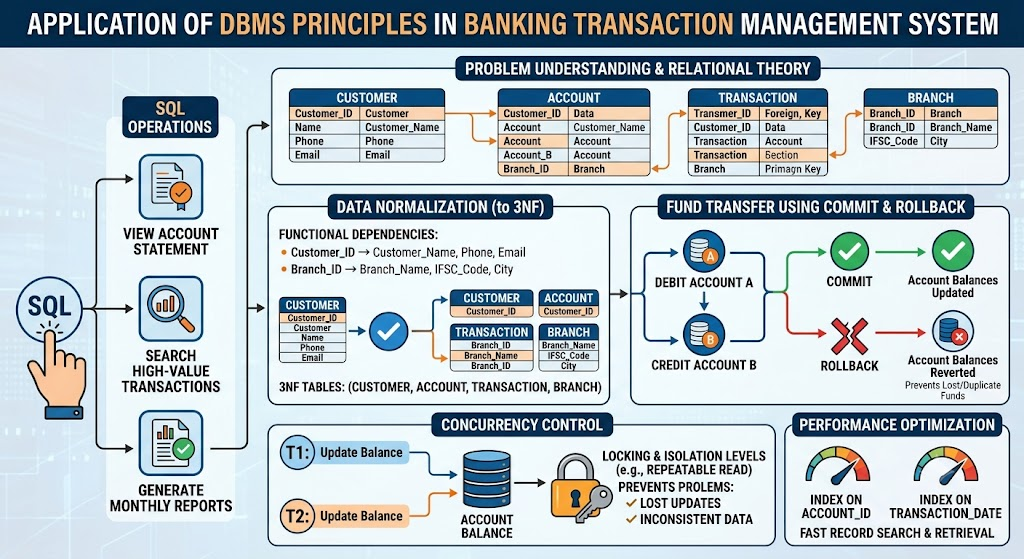 APPLICATION OF DBMS PRINCIPLES IN BANKING TRANSACTION MANAGEMENT SYSTEM
SQL
SQL
OPERATIONS
VIEW ACCOUNT
STATEMENT
SEARCH
HIGH-VALUE
TRANSACTIONS
GENERATE
MONTHLY REPORTS
PROBLEM UNDERSTANDING & RELATIONAL THEORY
CUSTOMER
Customer_ID Customer
Name Customer_Name
Phone Phone
Email Email
ACCOUNT
Customer_ID Data
Account Customer_Name
Account Account
Account_B Account
Branch_ID Branch
TRANSACTION
Transmer_ID Foreign, Key
Customer_ID Data
Transaction Account
Transaction Section
Branch Primagn Key
BRANCH
Branch_ID Branch
Branch_ID Branch_Name
IFSC_Code City
DATA NORMALIZATION (to 3NF)
FUNCTIONAL DEPENDENCIES:
• Customer_ID → Customer_Name, Phone, Email
• Branch_ID → Branch_Name, IFSC_Code, City
CUSTOMER
Customer_ID
Customer
Name
Phone
Email
CUSTOMER
Customer_ID
ACCOUNT
Customer_ID
TRANSACTION
Branch_ID
Branch_Name
Branch_ID
BRANCH
Branch_Name
IFSC_Code
City
3NF TABLES: (CUSTOMER, ACCOUNT, TRANSACTION, BRANCH)
FUND TRANSFER USING COMMIT & ROLLBACK
A
DEBIT ACCOUNT A
B
CREDIT ACCOUNT B
COMMIT
Account Balances
Updated
ROLLBACK
Account Balances
Reverted
Prevents Lost/Duplicate
Funds
CONCURRENCY CONTROL
T1: Update Balance
T2: Update Balance
ACCOUNT
BALANCE
LOCKING & ISOLATION LEVELS
(e.g., REPEATABLE READ)
PREVENTS PROLEMS:
✓ LOST UPDATES
✓ INCONSISTENT DATA
PERFORMANCE OPTIMIZATION
INDEX ON
ACCOUNT_ID
INDEX ON
TRANSACTION_DATE
FAST RECORD SEARCH & RETRIEVAL